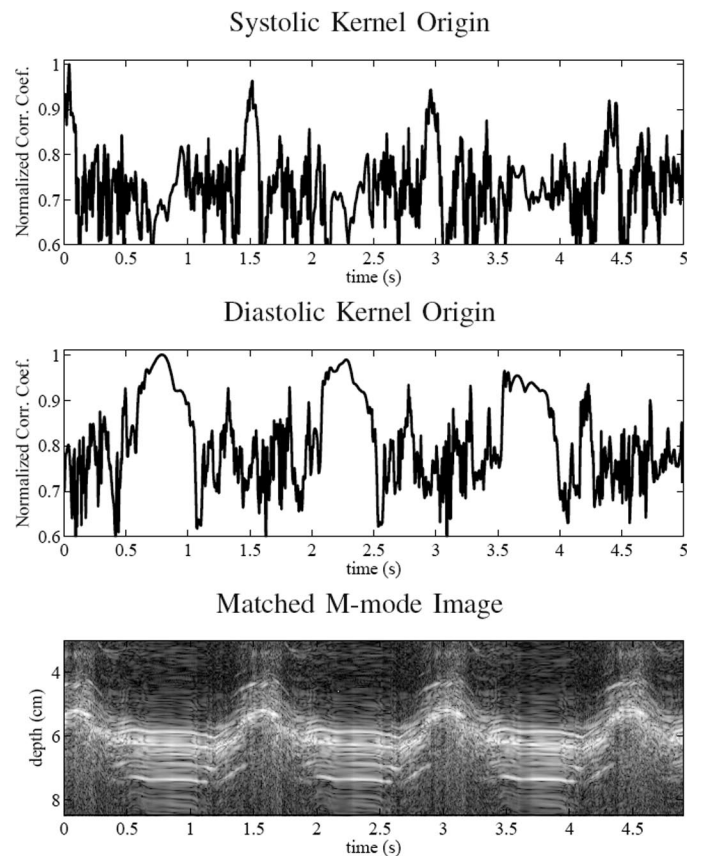 Systolic Kernel Origin
Normalized Corr. Coef.
1
0.9
0.8
0.7
0.6
0 0.5 1 1.5 2 2.5 3 3.5 4 4.5 5
time (s)
Diastolic Kernel Origin
Normalized Corr. Coef.
1
0.9
0.8
0.7
0.6
0 0.5 1 1.5 2 2.5 3 3.5 4 4.5 5
time (s)
Matched M-mode Image
depth (cm)
4
6
8
0 0.5 1 1.5 2 2.5 3 3.5 4 4.5
time (s)